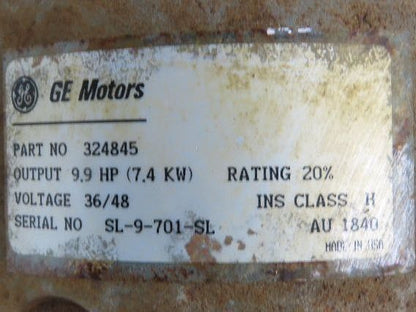 GE GE Motors
PART NO 324845
OUTPUT 9.9 HP (7.4 KW) RATING 20%
VOLTAGE 36/48 INS CLASS H
SERIAL NO SL-9-701-SL AU 1840
MADE IN USA